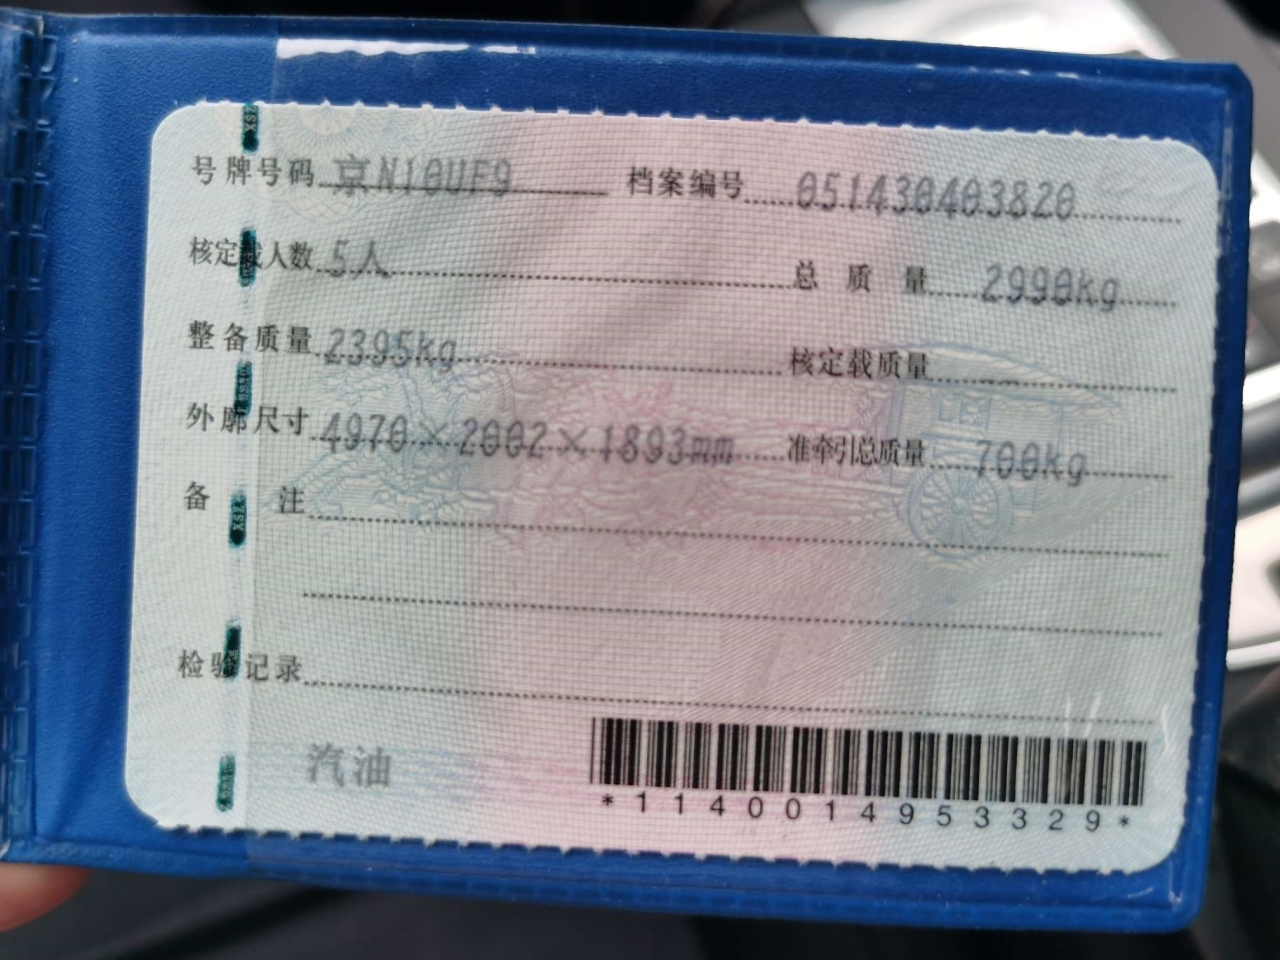 号牌号码 京N10UF9 档案编号 051430403820
核定载人数 5人 总质量 2990kg
整备质量 2395kg 核定载质量
外廓尺寸 4970×2002×1893mm 准牵引总质量 700kg
备注
检验记录
汽油
*1140014953329*